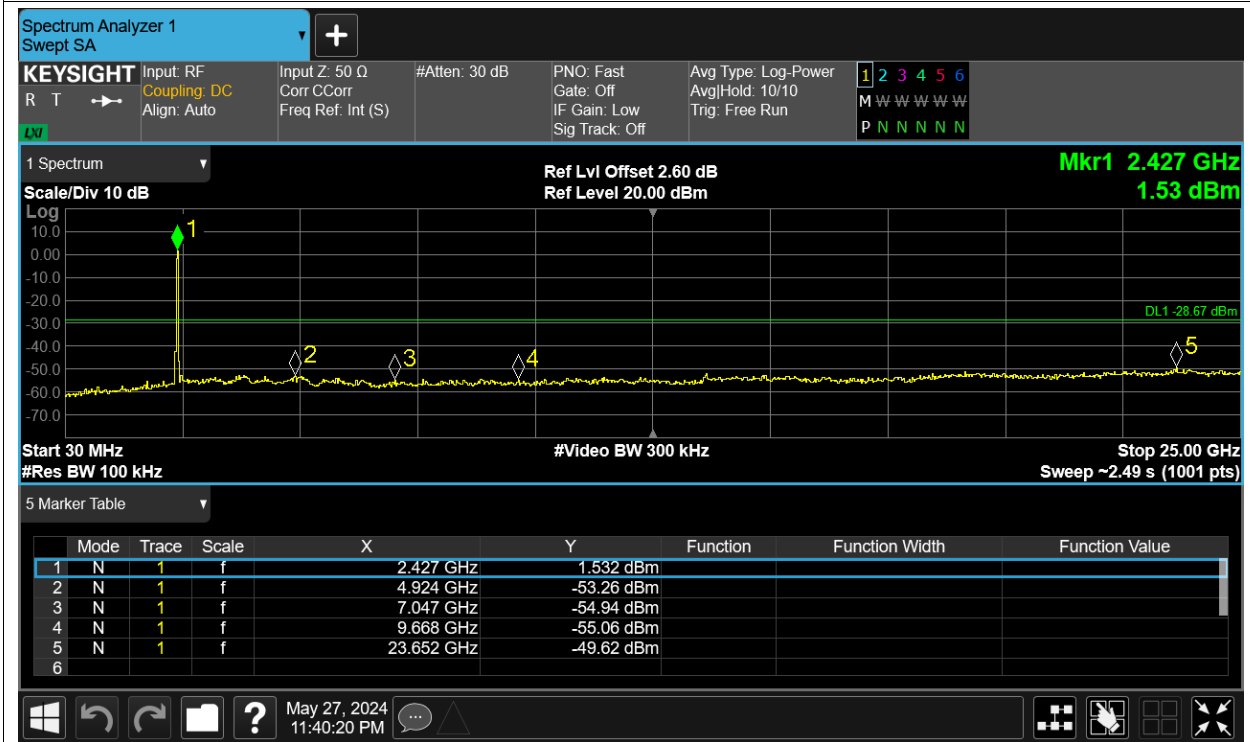 Spectrum Analyzer 1
Swept SA
KEYSIGHT
R T
LXI
Input: RF
Coupling: DC
Align: Auto
Input Z: 50 Ω
Corr CCorr
Freq Ref: Int (S)
#Atten: 30 dB
PNO: Fast
Gate: Off
IF Gain: Low
Sig Track: Off
Avg Type: Log-Power
Avg|Hold: 10/10
Trig: Free Run
1 2 3 4 5 6
M W W W W W
P N N N N N
1 Spectrum
Scale/Div 10 dB
Ref Lvl Offset 2.60 dB
Ref Level 20.00 dBm
Mkr1 2.427 GHz
1.53 dBm
Log
10.0
0.00
-10.0
-20.0
-30.0
-40.0
-50.0
-60.0
-70.0
1
2
3
4
5
DL1 -28.67 dBm
Start 30 MHz
#Res BW 100 kHz
#Video BW 300 kHz
Stop 25.00 GHz
Sweep ~2.49 s (1001 pts)
5 Marker Table
Mode Trace Scale X Y Function Function Width Function Value
1 N 1 f 2.427 GHz 1.532 dBm
2 N 1 f 4.924 GHz -53.26 dBm
3 N 1 f 7.047 GHz -54.94 dBm
4 N 1 f 9.668 GHz -55.06 dBm
5 N 1 f 23.652 GHz -49.62 dBm
6
?
May 27, 2024
11:40:20 PM